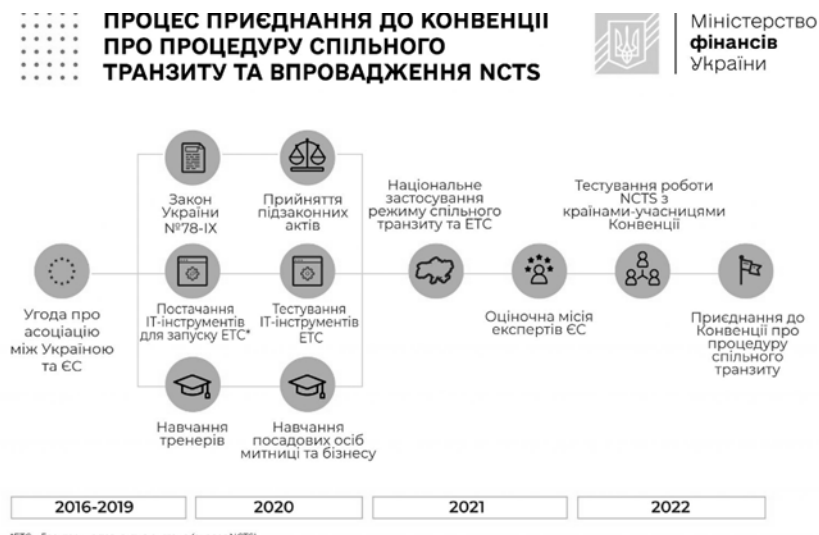 ПРОЦЕС ПРИЄДНАННЯ ДО КОНВЕНЦІЇ
ПРО ПРОЦЕДУРУ СПІЛЬНОГО
ТРАНЗИТУ ТА ВПРОВАДЖЕННЯ NCTS
Міністерство
фінансів
України
Закон
України
№78-IX
Прийняття
підзаконних
актів
Національне
застосування
режиму спільного
транзиту та ЕТС
Тестування роботи
NCTS з
країнами-учасницями
Конвенції
Угода про
асоціацію
між Україною
та ЄС
Постачання
ІТ-інструментів
для запуску ЕТС*
Тестування
ІТ-інструментів
ЕТС
Оціночна місія
експертів ЄС
Приєднання до
Конвенції про
процедуру
спільного
транзиту
Навчання
тренерів
Навчання
посадових осіб
митниці та бізнесу
2016-2019
2020
2021
2022